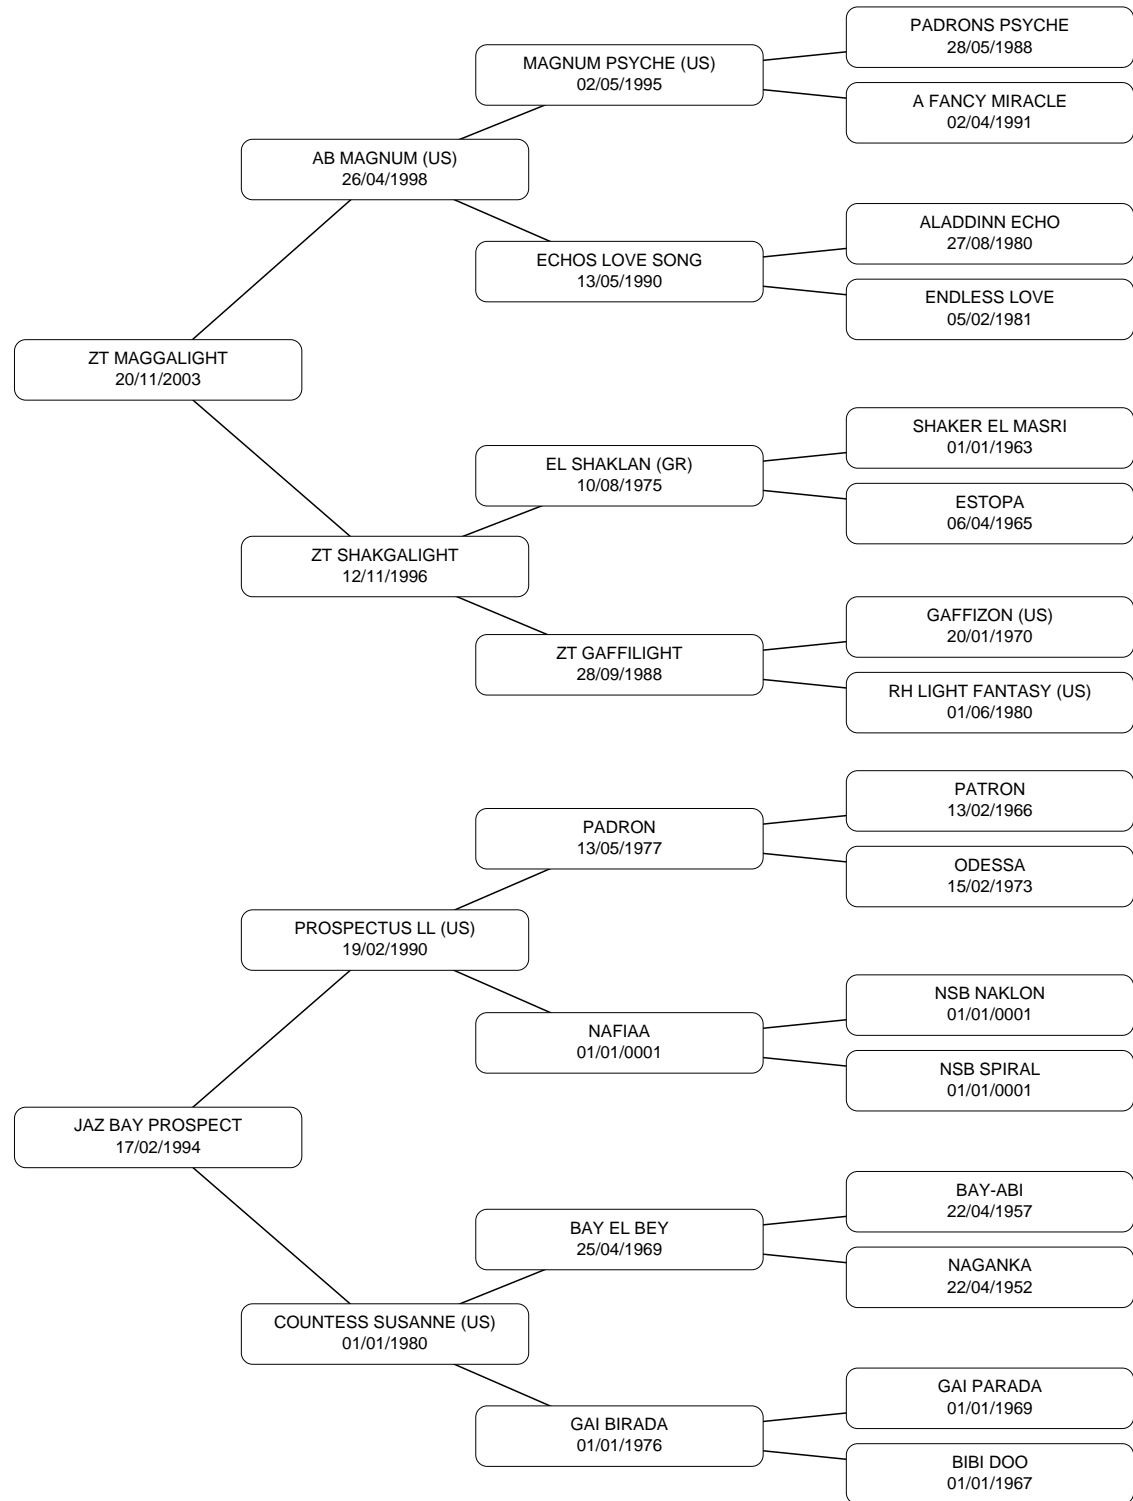 PADRONS PSYCHE
28/05/1988
MAGNUM PSYCHE (US)
02/05/1995
A FANCY MIRACLE
02/04/1991
AB MAGNUM (US)
26/04/1998
ALADDINN ECHO
27/08/1980
ECHOS LOVE SONG
13/05/1990
ENDLESS LOVE
05/02/1981
ZT MAGGALIGHT
20/11/2003
SHAKER EL MASRI
01/01/1963
EL SHAKLAN (GR)
10/08/1975
ESTOPA
06/04/1965
ZT SHAKGALIGHT
12/11/1996
GAFFIZON (US)
20/01/1970
ZT GAFFILIGHT
28/09/1988
RH LIGHT FANTASY (US)
01/06/1980
PATRON
13/02/1966
PADRON
13/05/1977
ODESSA
15/02/1973
PROSPECTUS LL (US)
19/02/1990
NSB NAKLON
01/01/0001
NAFIAA
01/01/0001
NSB SPIRAL
01/01/0001
JAZ BAY PROSPECT
17/02/1994
BAY-ABI
22/04/1957
BAY EL BEY
25/04/1969
NAGANKA
22/04/1952
COUNTESS SUSANNE (US)
01/01/1980
GAI PARADA
01/01/1969
GAI BIRADA
01/01/1976
BIBI DOO
01/01/1967